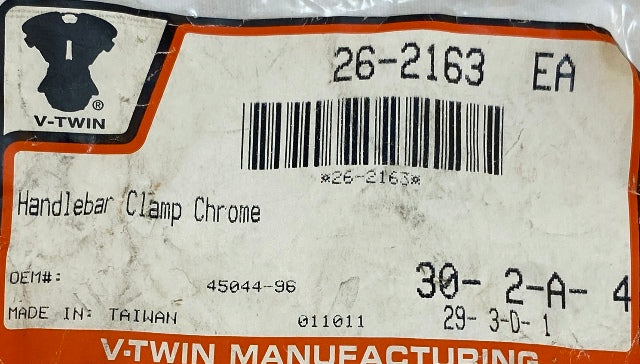 26-2163 EA
®
V-TWIN
*26-2163*
Handlebar Clamp Chrome
OEM#: 45044-96
30- 2-A- 4
MADE IN: TAIWAN 011011 29- 3-D- 1
V-TWIN MANUFACTURING